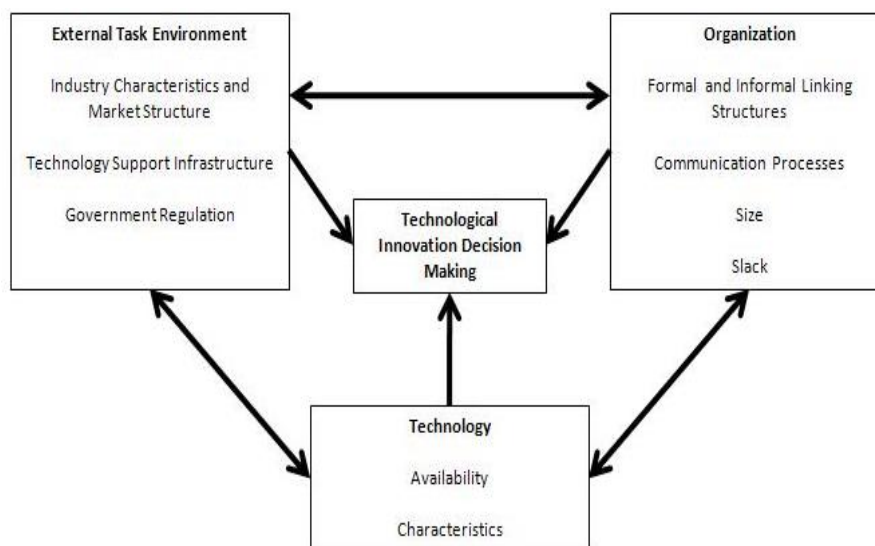 External Task Environment
Industry Characteristics and
Market Structure
Technology Support Infrastructure
Government Regulation
Organization
Formal and Informal Linking
Structures
Communication Processes
Size
Slack
Technological
Innovation Decision
Making
Technology
Availability
Characteristics